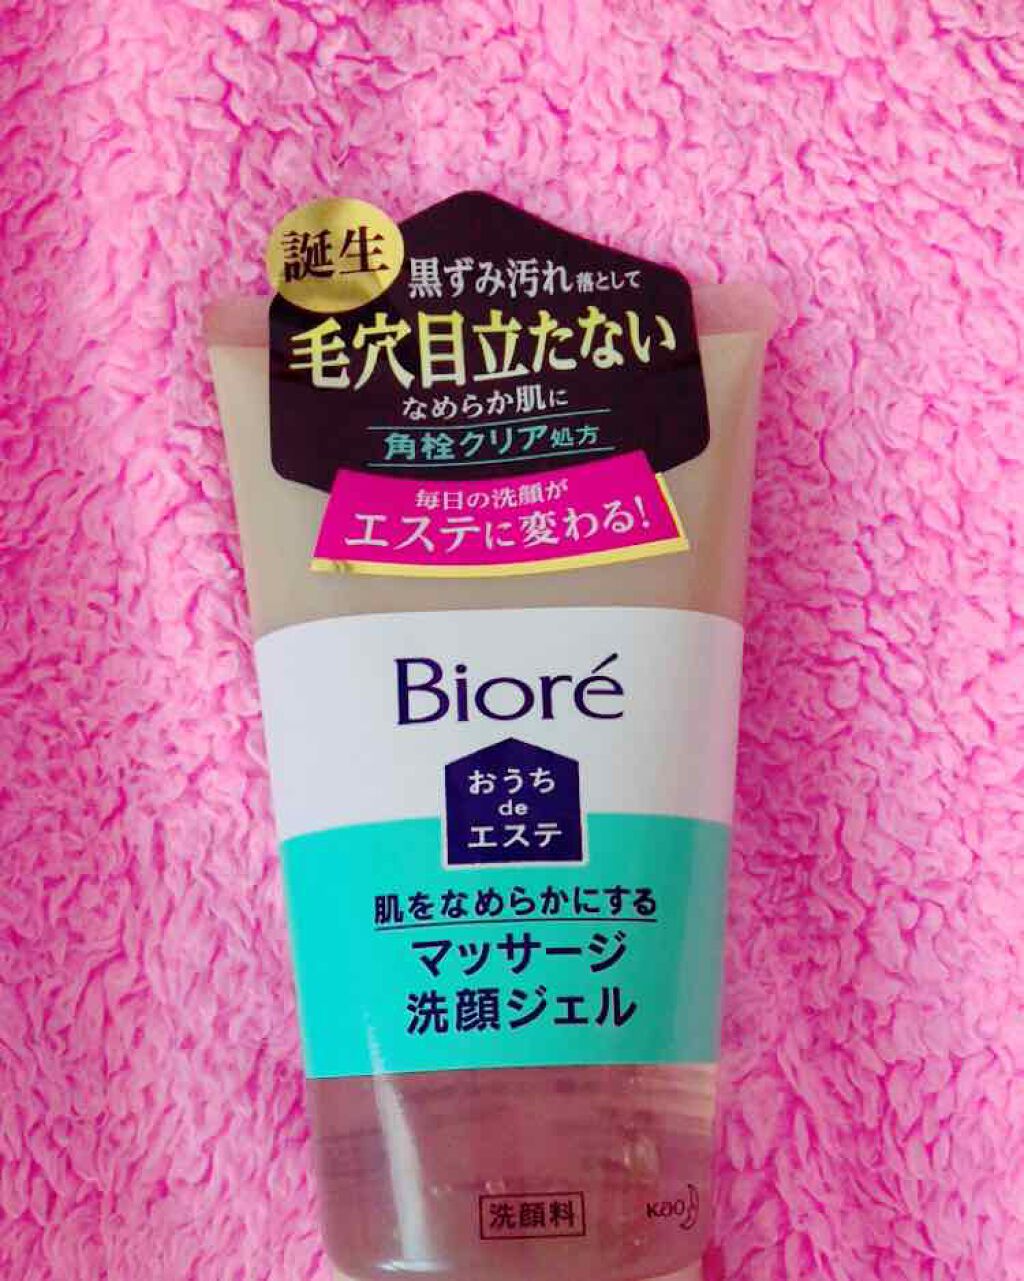 誕生
黒ずみ汚れ落として
毛穴目立たない
なめらか肌に
角栓クリア処方
毎日の洗顔が
エステに変わる!
Bioré
おうち
de
エステ
肌をなめらかにする
マッサージ
洗顔ジェル
洗顔料
Kao